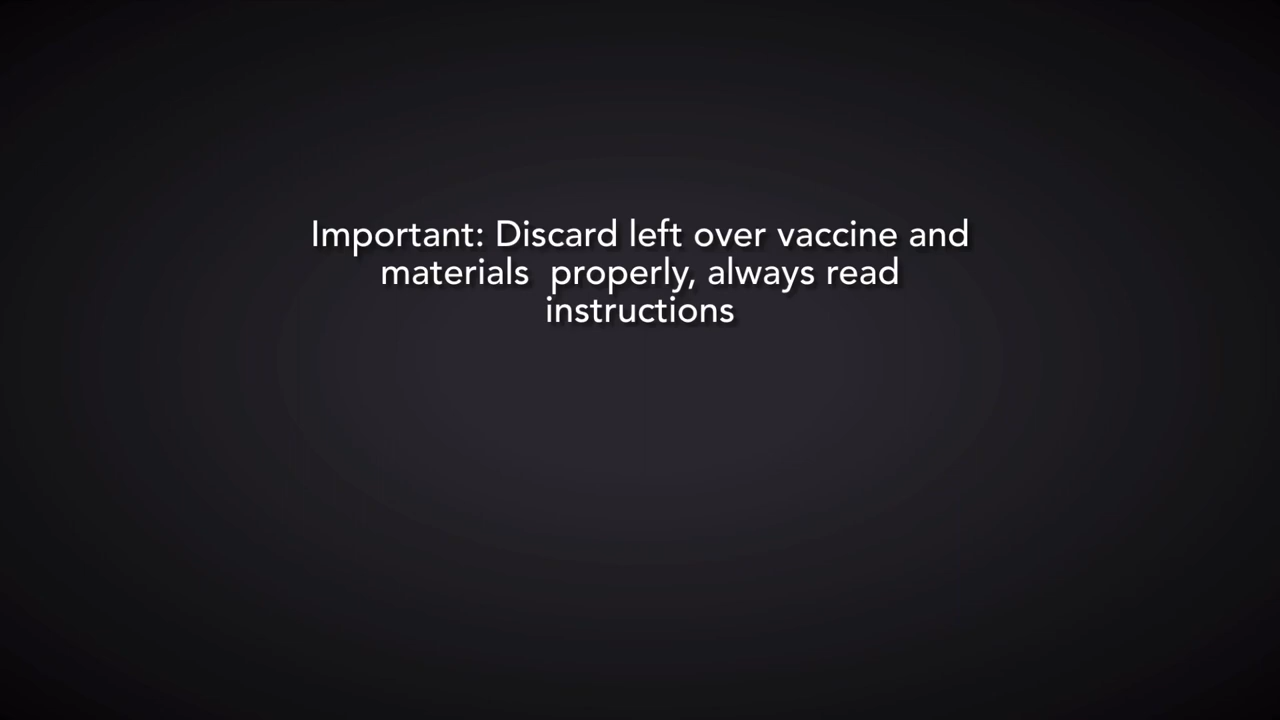 Important: Discard left over vaccine and
materials  properly, always read
instructions